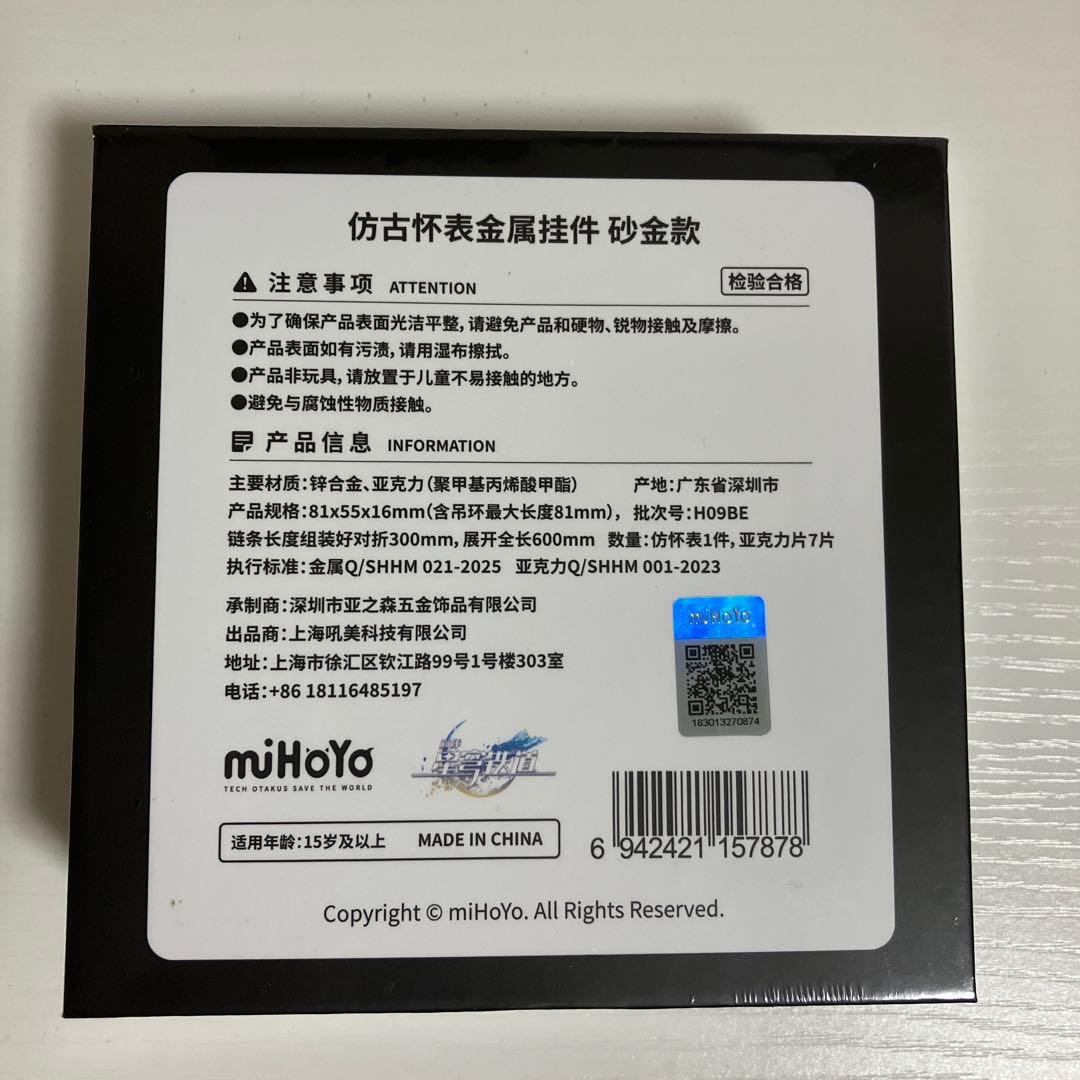 仿古怀表金属挂件 砂金款
注意事项 ATTENTION
检验合格
●为了确保产品表面光洁平整,请避免产品和硬物、锐物接触及摩擦。
●产品表面如有污渍,请用湿布擦拭。
●产品非玩具,请放置于儿童不易接触的地方。
●避免与腐蚀性物质接触。
产品信息 INFORMATION
主要材质:锌合金、亚克力(聚甲基丙烯酸甲酯) 产地:广东省深圳市
产品规格:81x55x16mm(含吊环最大长度81mm), 批次号:H09BE
链条长度组装好对折300mm,展开全长600mm 数量:仿怀表1件,亚克力片7片
执行标准:金属Q/SHHM 021-2025 亚克力Q/SHHM 001-2023
承制商:深圳市亚之森五金饰品有限公司
出品商:上海吼美科技有限公司
地址:上海市徐汇区钦江路99号1号楼303室
电话:+86 18116485197
miHoYo
183013270874
miHoYo
TECH OTAKUS SAVE THE WORLD
崩坏
星穹铁道
适用年龄:15岁及以上 MADE IN CHINA
6 942421 157878
Copyright © miHoYo. All Rights Reserved.